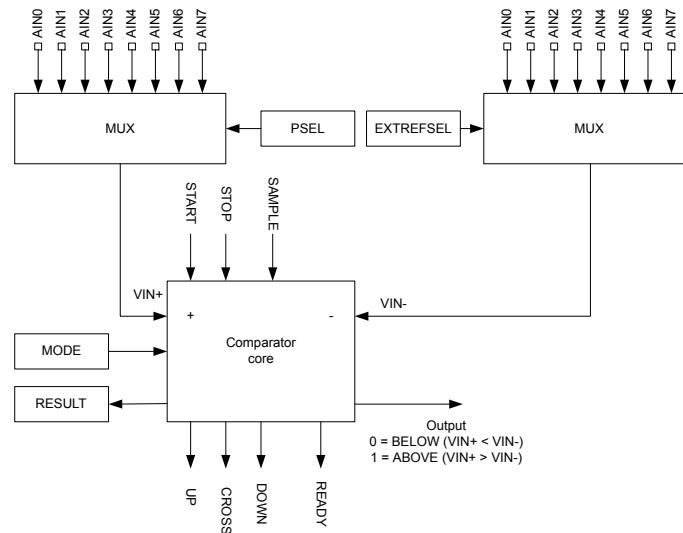 AIN0
AIN1
AIN2
AIN3
AIN4
AIN5
AIN6
AIN7
AIN0
AIN1
AIN2
AIN3
AIN4
AIN5
AIN6
AIN7
MUX
PSEL
EXTREFSEL
MUX
START
STOP
SAMPLE
VIN+
VIN-
+
-
MODE
Comparator
core
RESULT
Output
0 = BELOW (VIN+ < VIN-)
1 = ABOVE (VIN+ > VIN-)
UP
CROSS
DOWN
READY